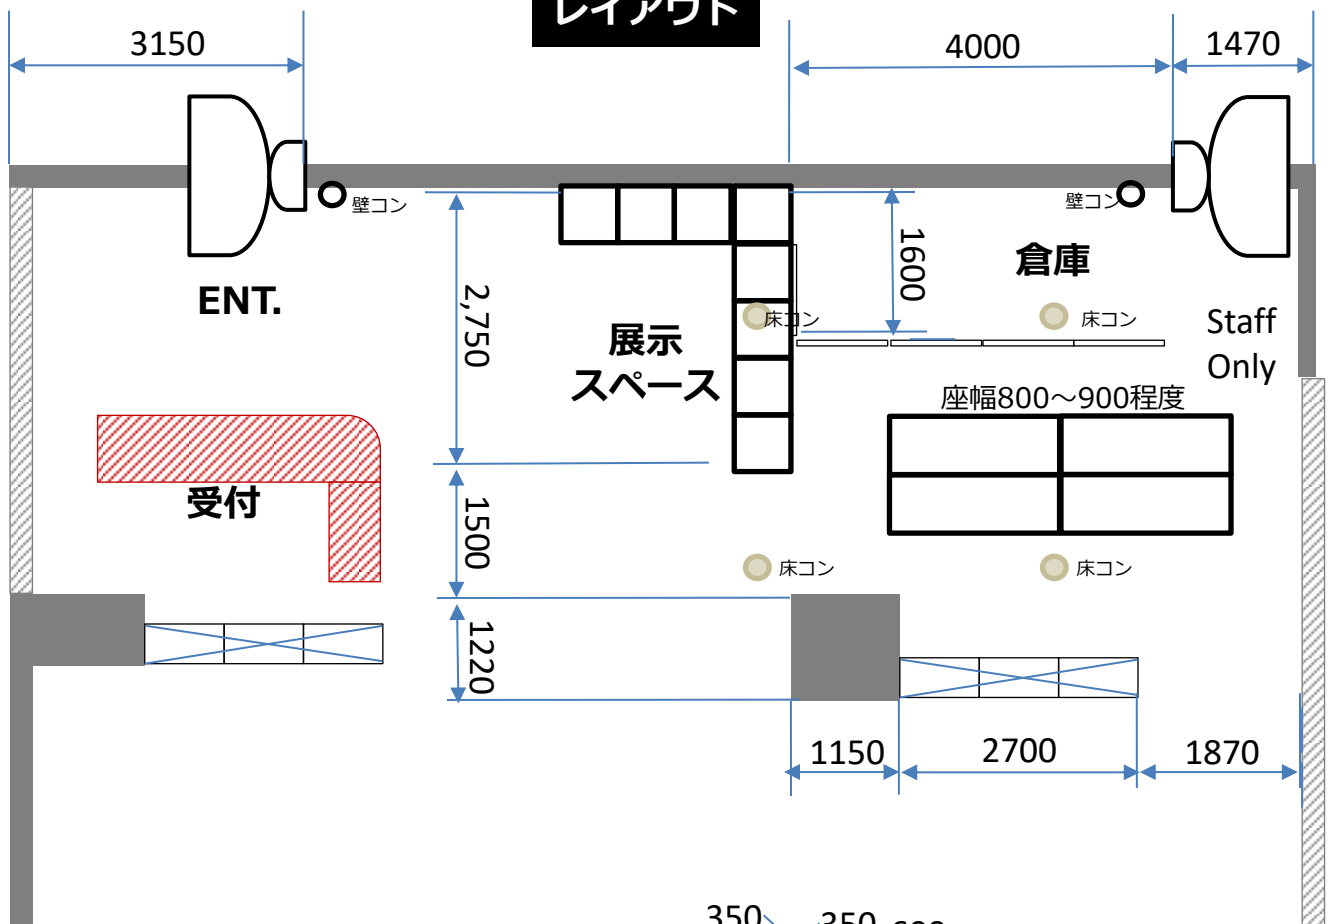 レイアウト
3150
4000
1470
壁コン
壁コン
1600
倉庫
ENT.
2,750
床コン
床コン
Staff
Only
展示
スペース
座幅800～900程度
受付
1500
床コン
床コン
1220
1150
2700
1870
350
350
600